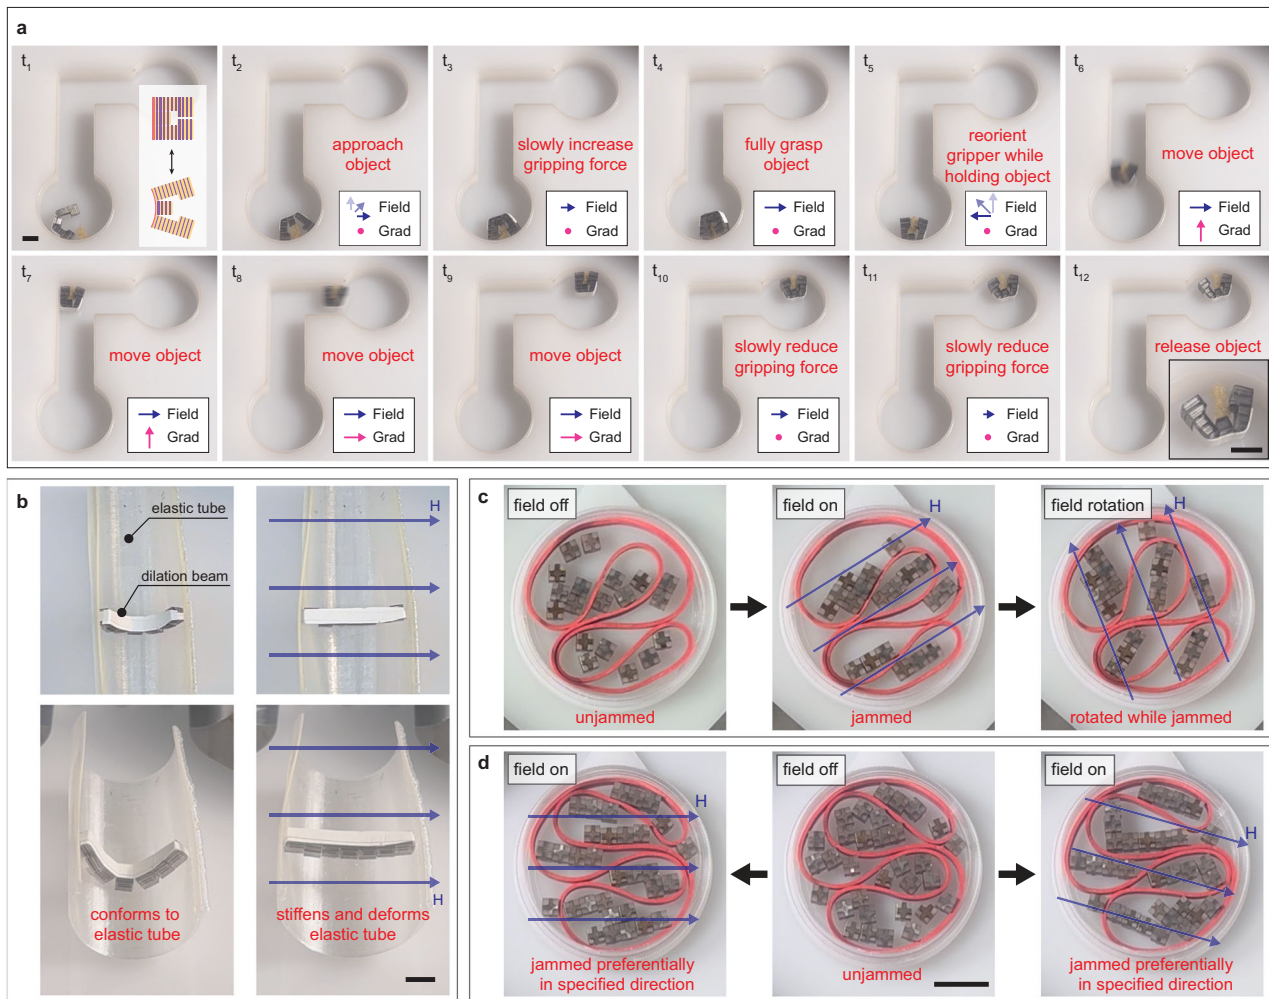 a
t1
t2
approach
object
Field
Grad
t3
slowly increase
gripping force
Field
Grad
t4
fully grasp
object
Field
Grad
t5
reorient
gripper while
holding object
Field
Grad
t6
move object
Field
Grad
t7
move object
Field
Grad
t8
move object
Field
Grad
t9
move object
Field
Grad
t10
slowly reduce
gripping force
Field
Grad
t11
slowly reduce
gripping force
Field
Grad
t12
release object
b
elastic tube
dilation beam
H
conforms to
elastic tube
stiffens and deforms
elastic tube
H
c
field off
unjammed
field on
H
jammed
field rotation
H
rotated while jammed
d
field on
H
jammed preferentially
in specified direction
field off
unjammed
field on
H
jammed preferentially
in specified direction